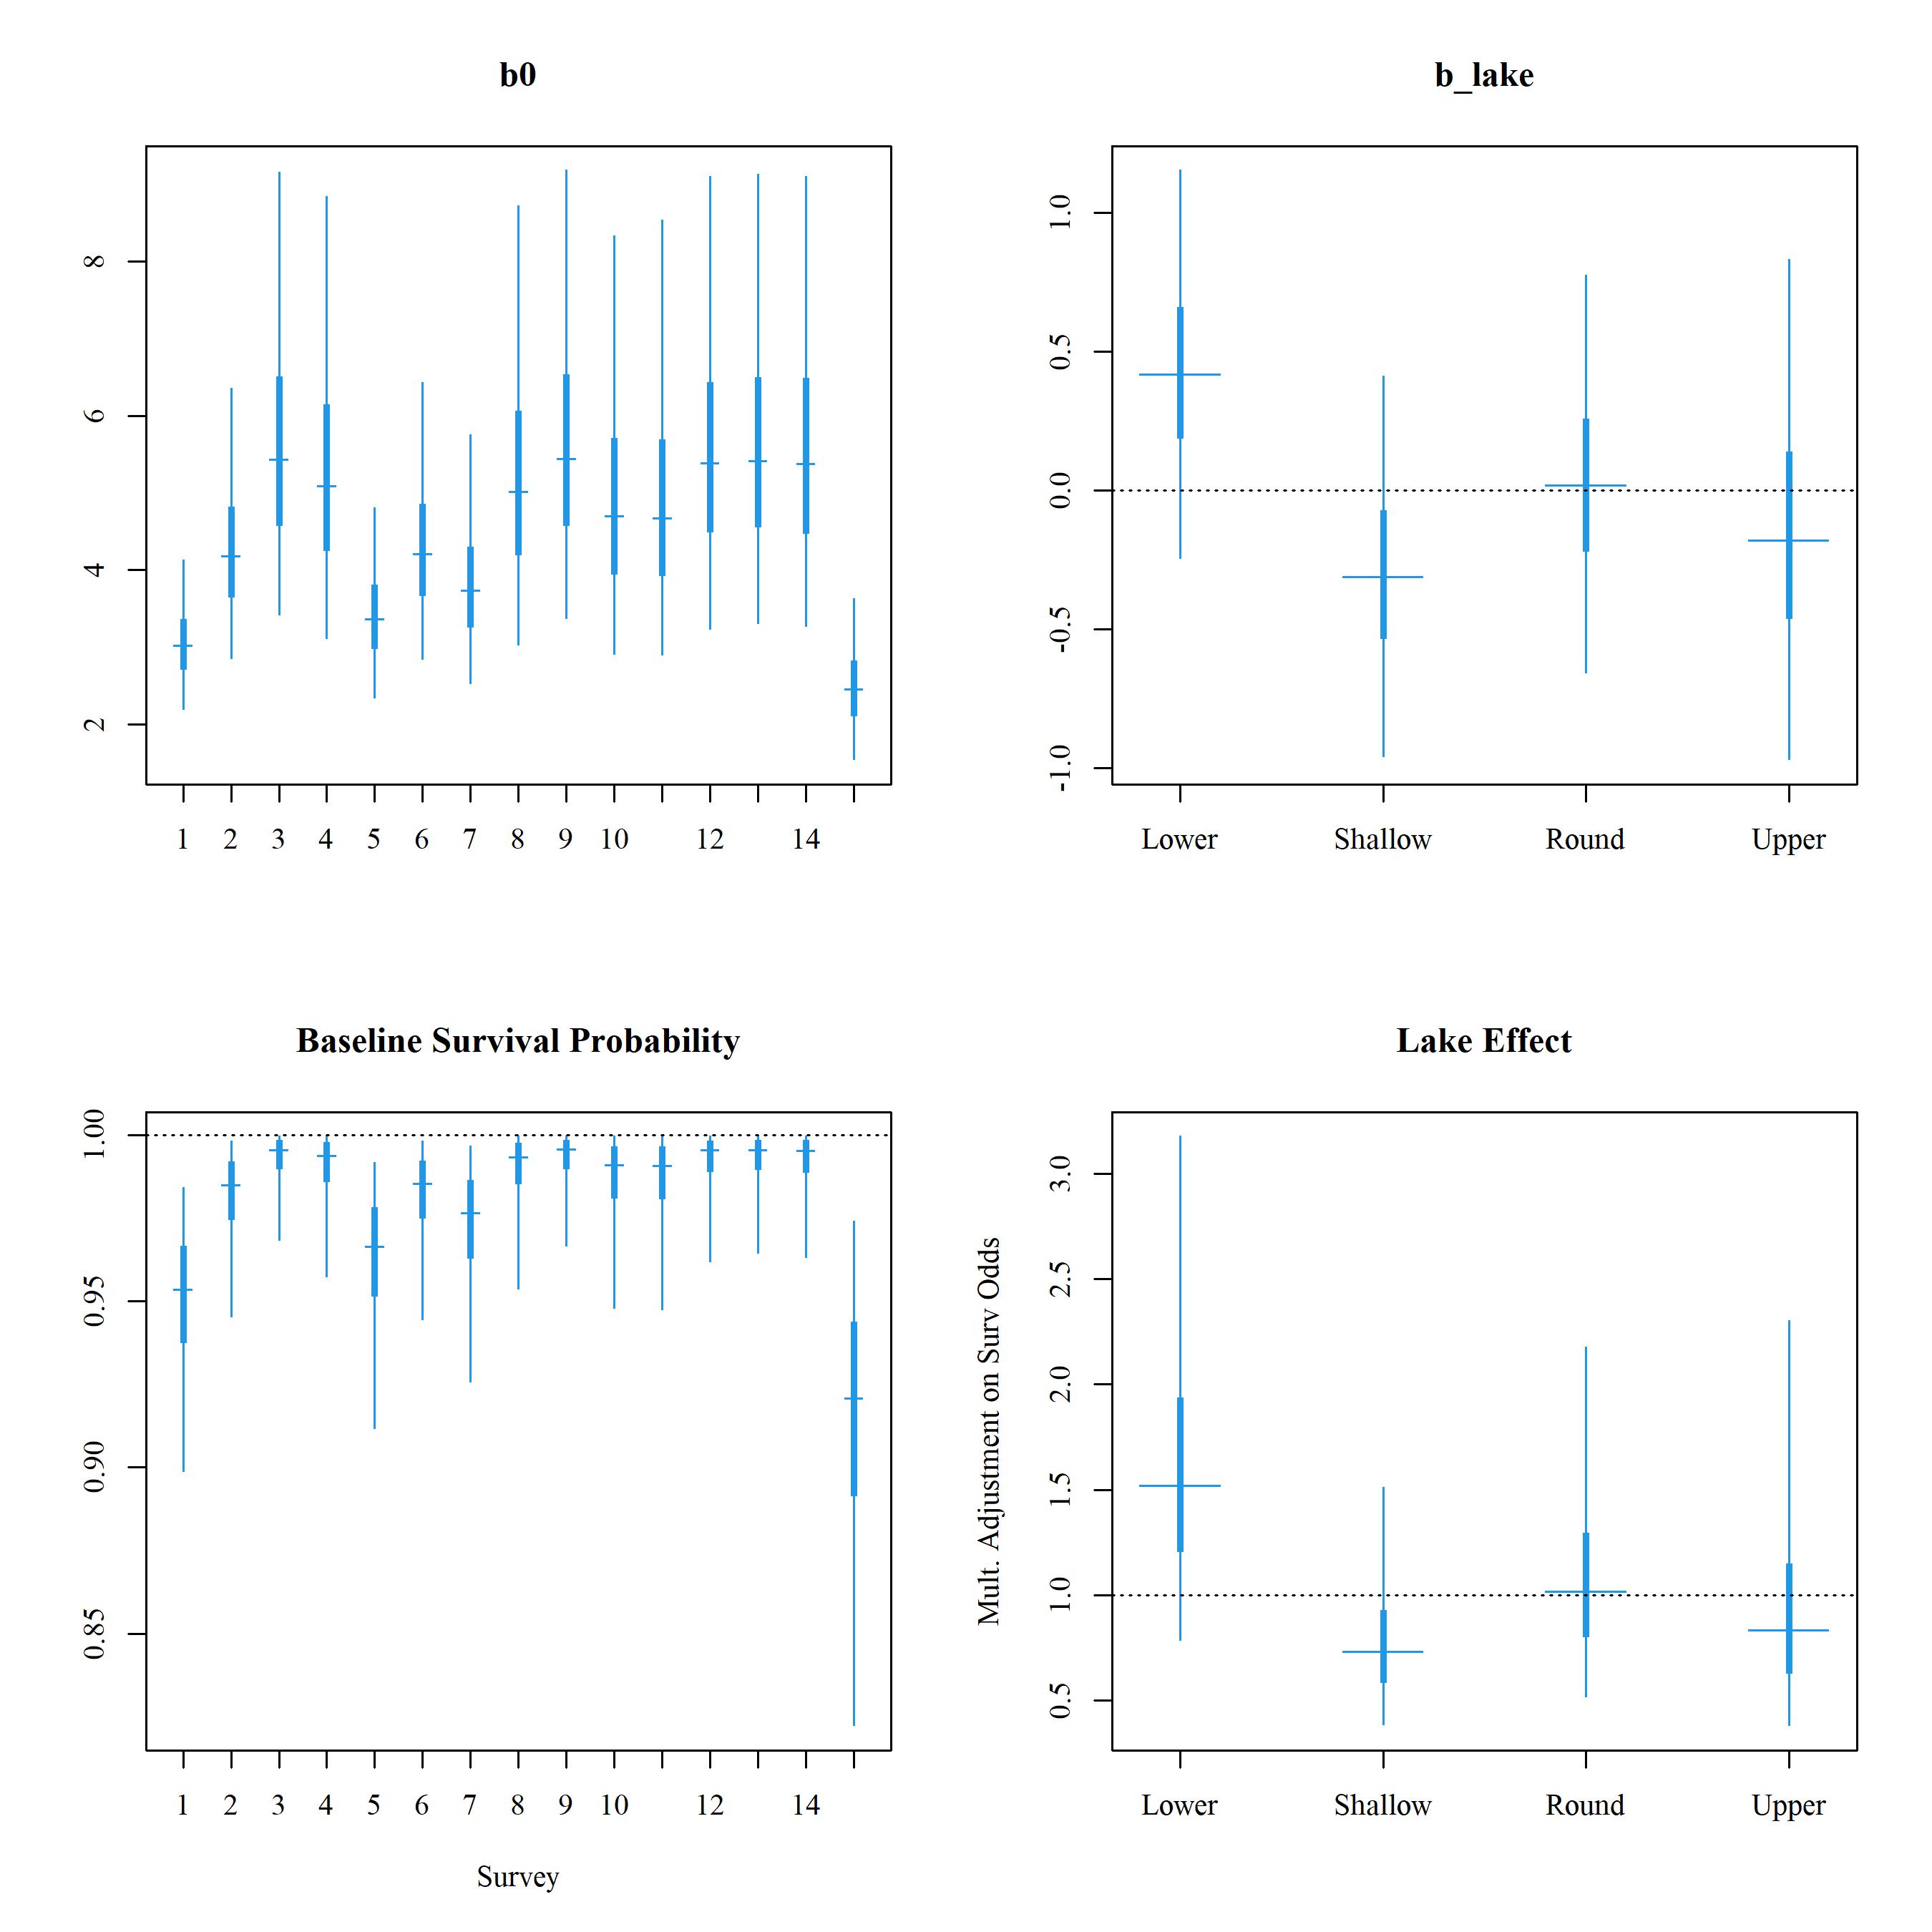 b0
8
6
4
2
1 2 3 4 5 6 7 8 9 10 12 14
b_lake
1.0
0.5
0.0
-0.5
-1.0
Lower Shallow Round Upper
Baseline Survival Probability
1.00
0.95
0.90
0.85
1 2 3 4 5 6 7 8 9 10 12 14
Survey
Lake Effect
Mult. Adjustment on Surv Odds
3.0
2.5
2.0
1.5
1.0
0.5
Lower Shallow Round Upper